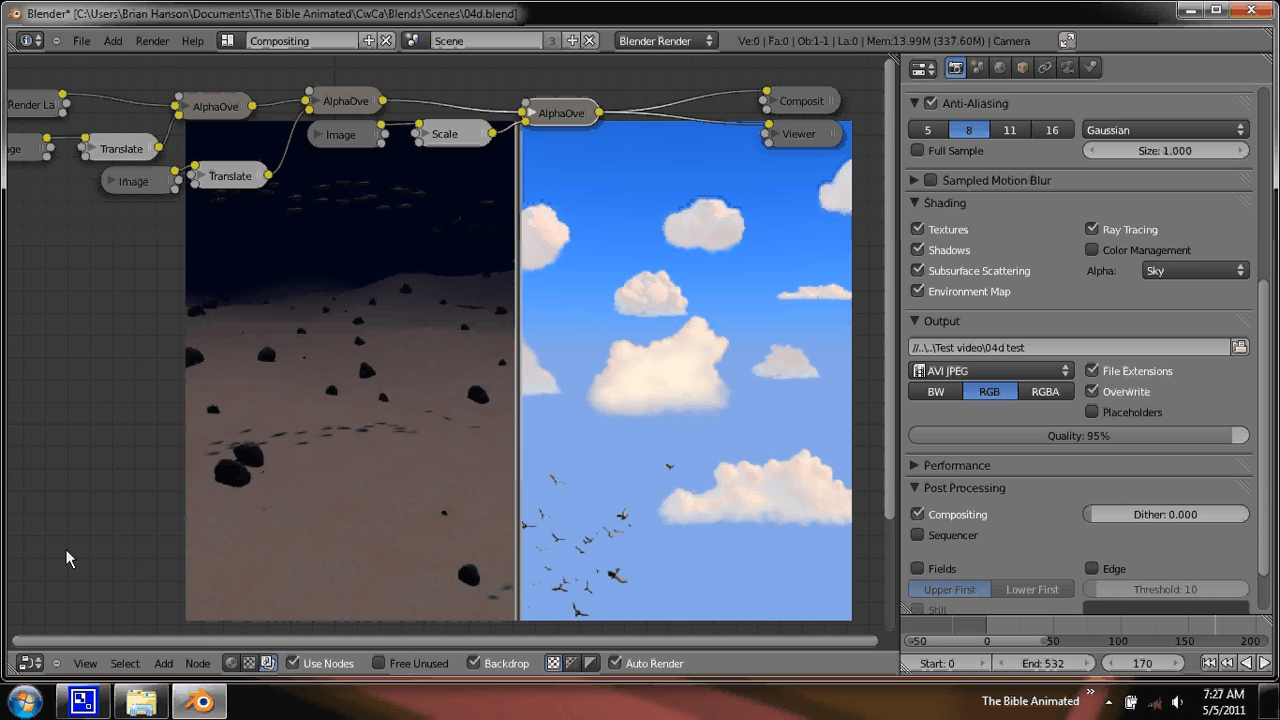 Blender* [C:\Users\Brian Hanson\Documents\The Bible Animated\CwCa\Blends\Scenes\04d.blend]
File Add Render Help Compositing Scene 3 Blender Render Ve:0 | Fa:0 | Ob:1-1 | La:0 | Mem:13.99M (337.60M) | Camera
Render La
AlphaOve
AlphaOve
AlphaOve
Composit
Image
Scale
Viewer
ge
Translate
Image
Translate
Anti-Aliasing
5 8 11 16 Gaussian
Full Sample Size: 1.000
Sampled Motion Blur
Shading
Textures Ray Tracing
Shadows Color Management
Subsurface Scattering Alpha: Sky
Environment Map
Output
//..\..\Test video\04d test
AVI JPEG File Extensions
BW RGB RGBA Overwrite
Placeholders
Quality: 95%
Performance
Post Processing
Compositing Dither: 0.000
Sequencer
Fields Edge
Upper First Lower First Threshold: 10
Still
-50 0 50 100 150 200
View Select Add Node Use Nodes Free Unused Backdrop Auto Render Start: 0 End: 532 170
The Bible Animated » 7:27 AM
5/5/2011